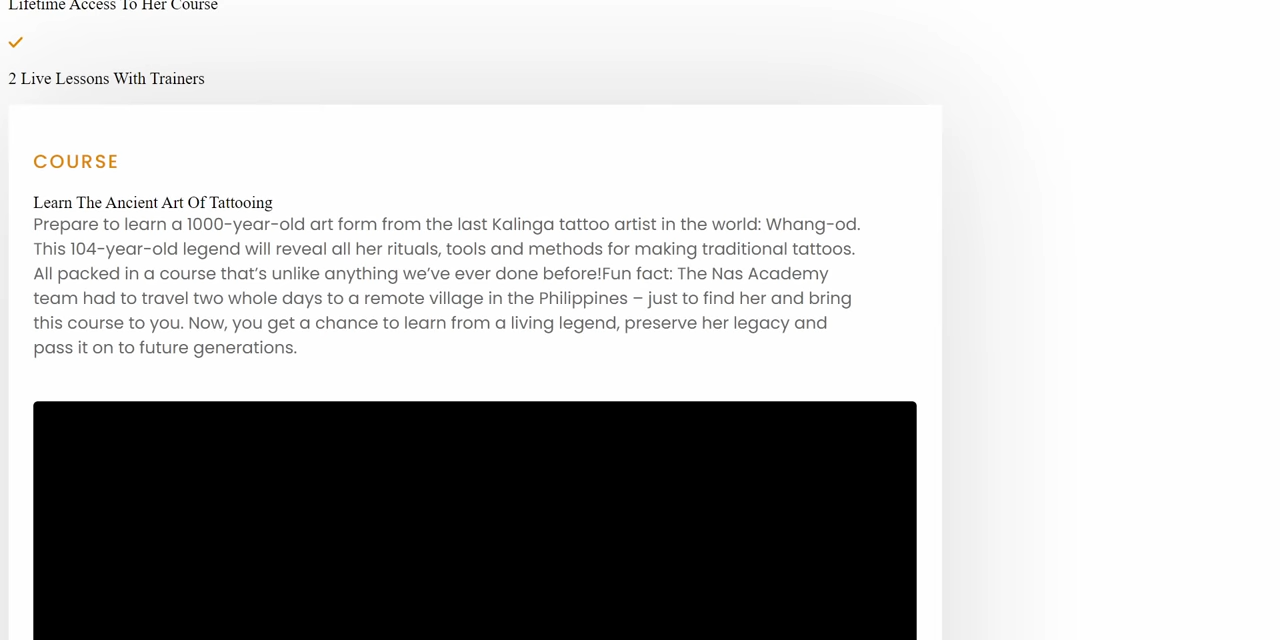 Lifetime Access To Her Course
2 Live Lessons With Trainers
COURSE
Learn The Ancient Art Of Tattooing
Prepare to learn a 1000-year-old art form from the last Kalinga tattoo artist in the world: Whang-od.
This 104-year-old legend will reveal all her rituals, tools and methods for making traditional tattoos.
All packed in a course that’s unlike anything we’ve ever done before!Fun fact: The Nas Academy
team had to travel two whole days to a remote village in the Philippines – just to find her and bring
this course to you. Now, you get a chance to learn from a living legend, preserve her legacy and
pass it on to future generations.